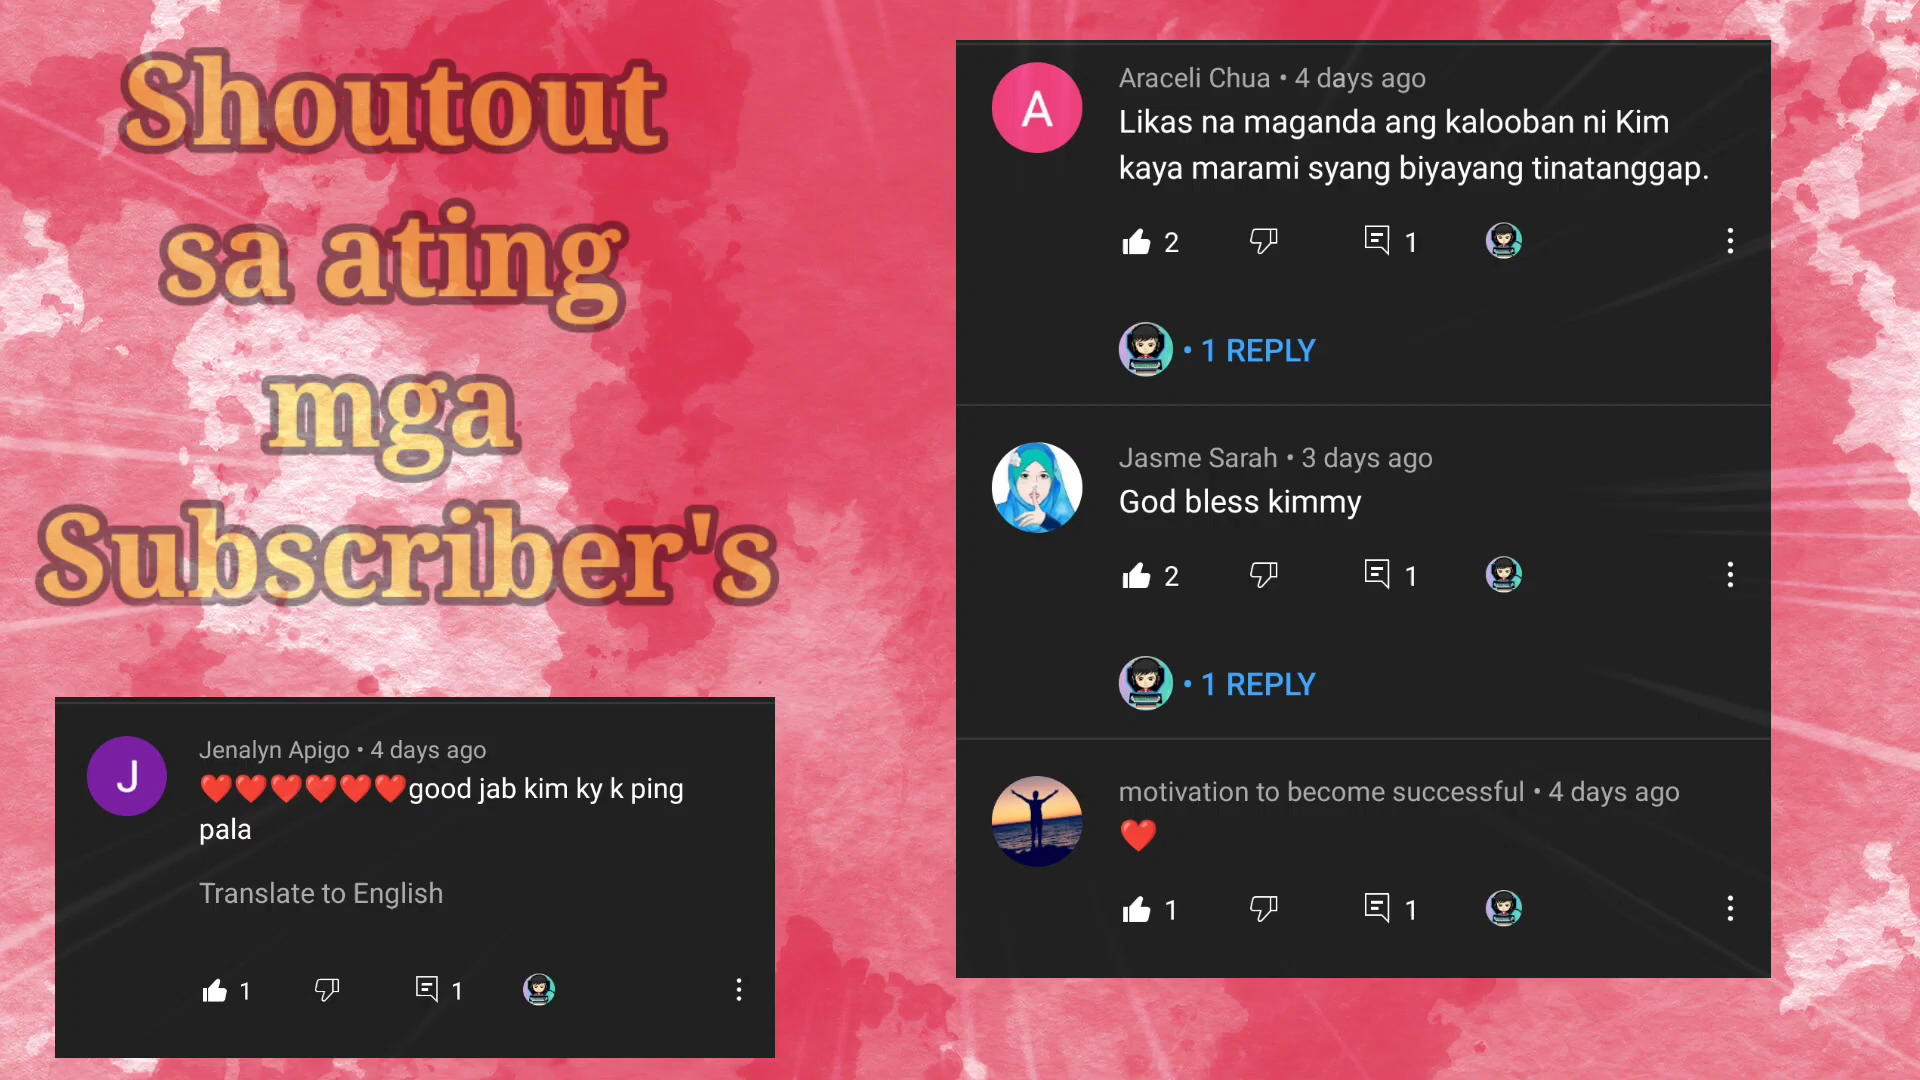 Shoutout
sa ating
mga
Subscriber's
J
Jenalyn Apigo • 4 days ago
❤️❤️❤️❤️❤️❤️good jab kim ky k ping
pala
Translate to English
1 1
A
Araceli Chua • 4 days ago
Likas na maganda ang kalooban ni Kim
kaya marami syang biyayang tinatanggap.
2 1
• 1 REPLY
Jasme Sarah • 3 days ago
God bless kimmy
2 1
• 1 REPLY
motivation to become successful • 4 days ago
❤️
1 1